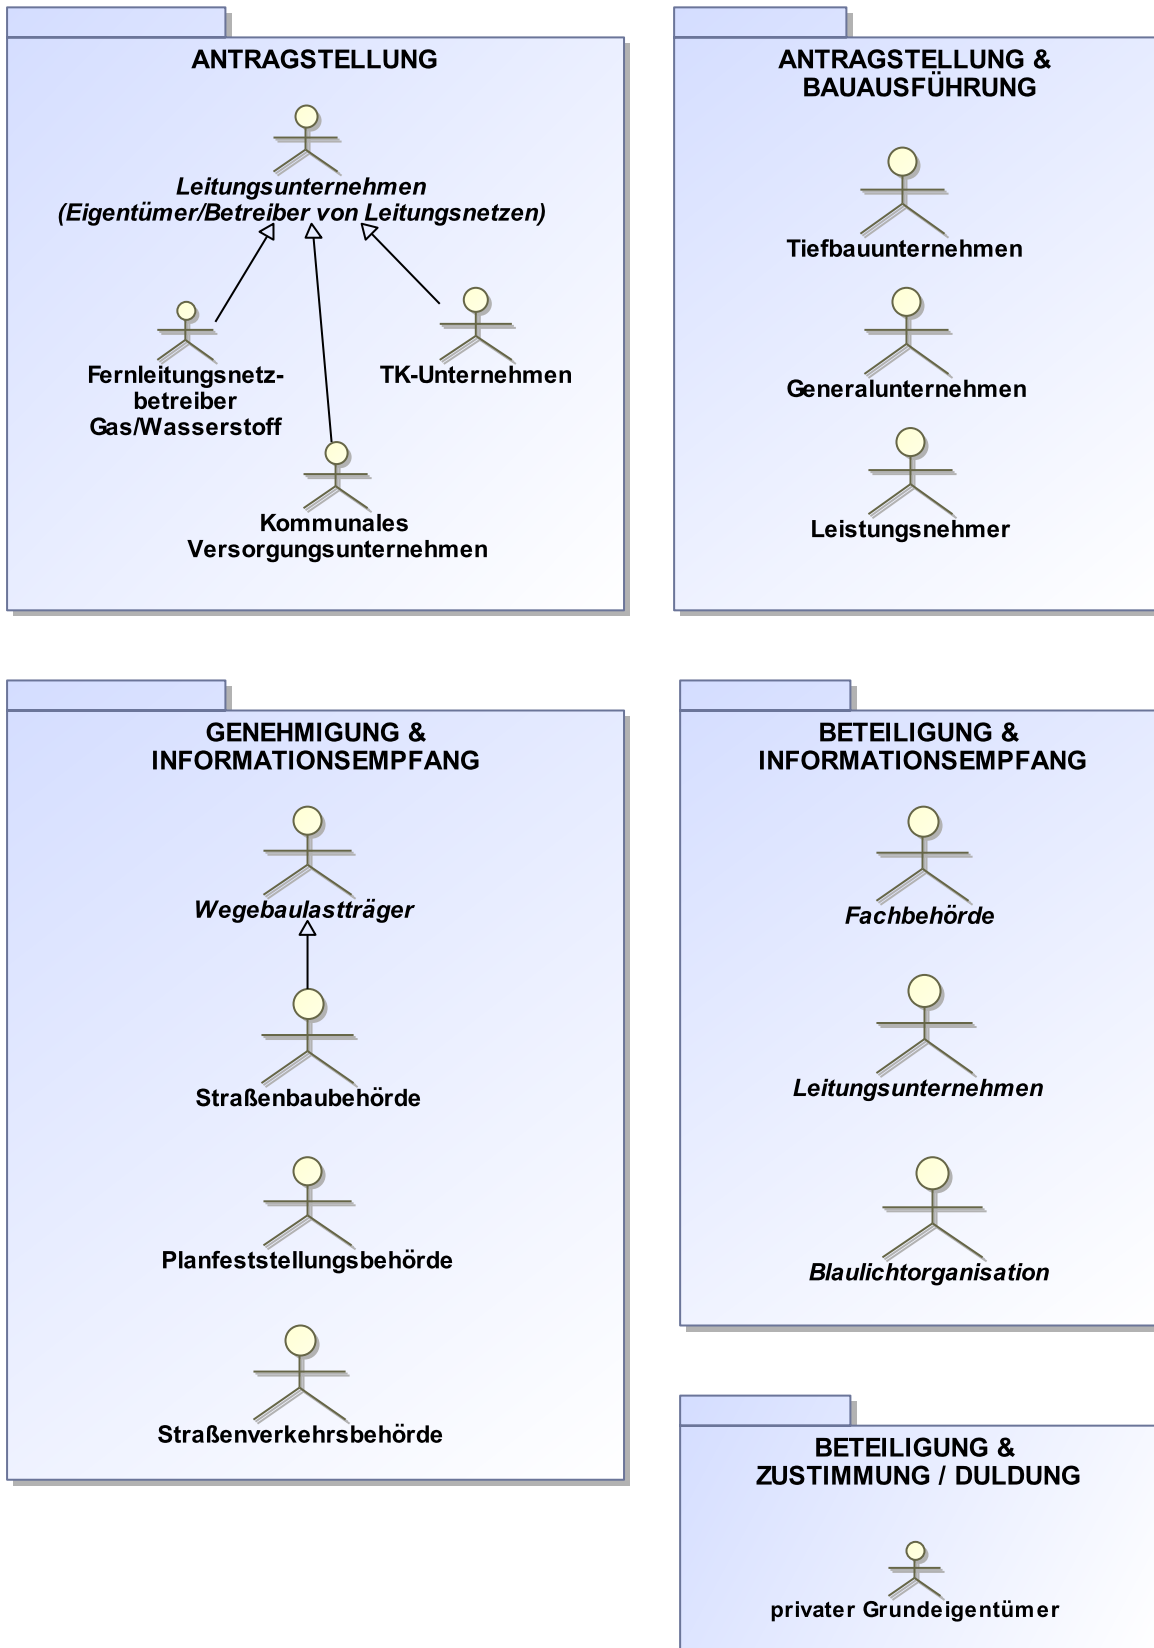 ANTRAGSTELLUNG
Leitungsunternehmen
(Eigentümer/Betreiber von Leitungsnetzen)
Fernleitungsnetz-
betreiber
Gas/Wasserstoff
TK-Unternehmen
Kommunales
Versorgungsunternehmen
ANTRAGSTELLUNG &
BAUAUSFÜHRUNG
Tiefbauunternehmen
Generalunternehmen
Leistungsnehmer
GENEHMIGUNG &
INFORMATIONSEMPFANG
Wegebaulastträger
Straßenbaubehörde
Planfeststellungsbehörde
Straßenverkehrsbehörde
BETEILIGUNG &
INFORMATIONSEMPFANG
Fachbehörde
Leitungsunternehmen
Blaulichtorganisation
BETEILIGUNG &
ZUSTIMMUNG / DULDUNG
privater Grundeigentümer